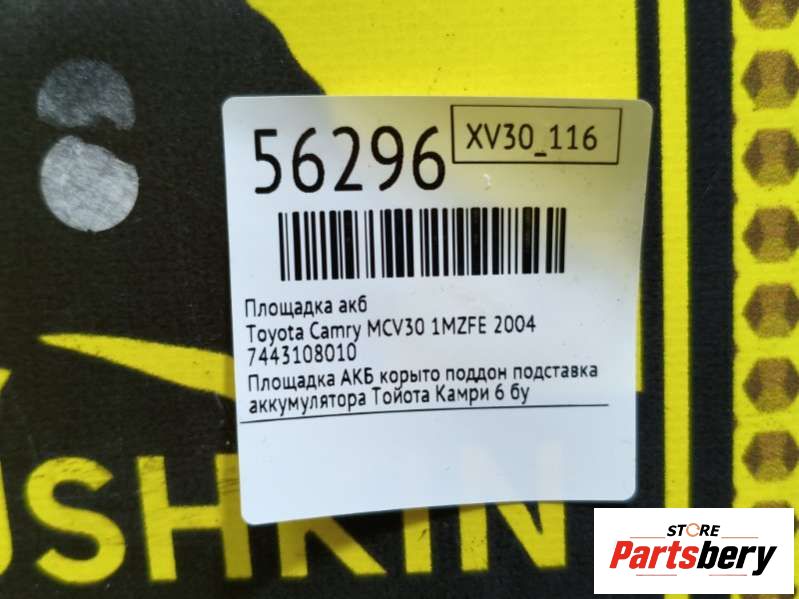 56296
XV30_116
Площадка акб
Toyota Camry MCV30 1MZFE 2004
7443108010
Площадка АКБ корыто поддон подставка
аккумулятора Тойота Камри 6 бу
USHKIN
STORE
Partsbery